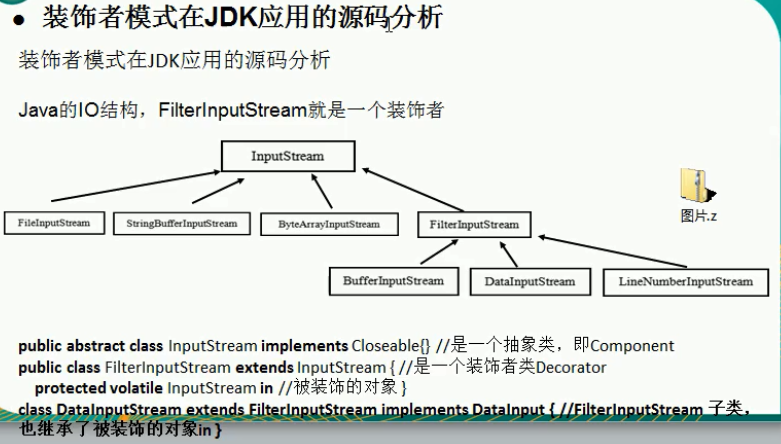 ● 装饰者模式在JDK应用的源码分析
装饰者模式在JDK应用的源码分析
Java的IO结构，FilterInputStream就是一个装饰者
InputStream
FileInputStream
StringBufferInputStream
ByteArrayInputStream
FilterInputStream
BufferInputStream
DataInputStream
LineNumberInputStream
图片.z
public abstract class InputStream implements Closeable{} //是一个抽象类，即Component
public class FilterInputStream extends InputStream { //是一个装饰者类Decorator
protected volatile InputStream in //被装饰的对象 }
class DataInputStream extends FilterInputStream implements DataInput { //FilterInputStream 子类，
也继承了被装饰的对象in }